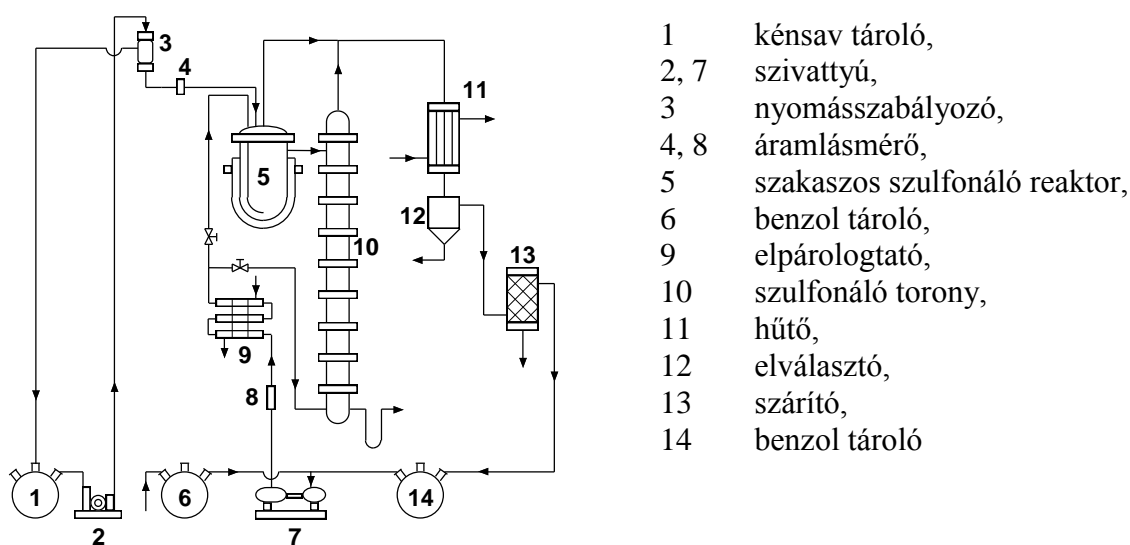 3
4
11
5
12
10
13
9
8
1
2
6
7
14
1 kénsav tároló,
2, 7 szivattyú,
3 nyomásszabályozó,
4, 8 áramlásmérő,
5 szakaszos szulfonáló reaktor,
6 benzol tároló,
9 elpárologtató,
10 szulfonáló torony,
11 hűtő,
12 elválasztó,
13 szárító,
14 benzol tároló